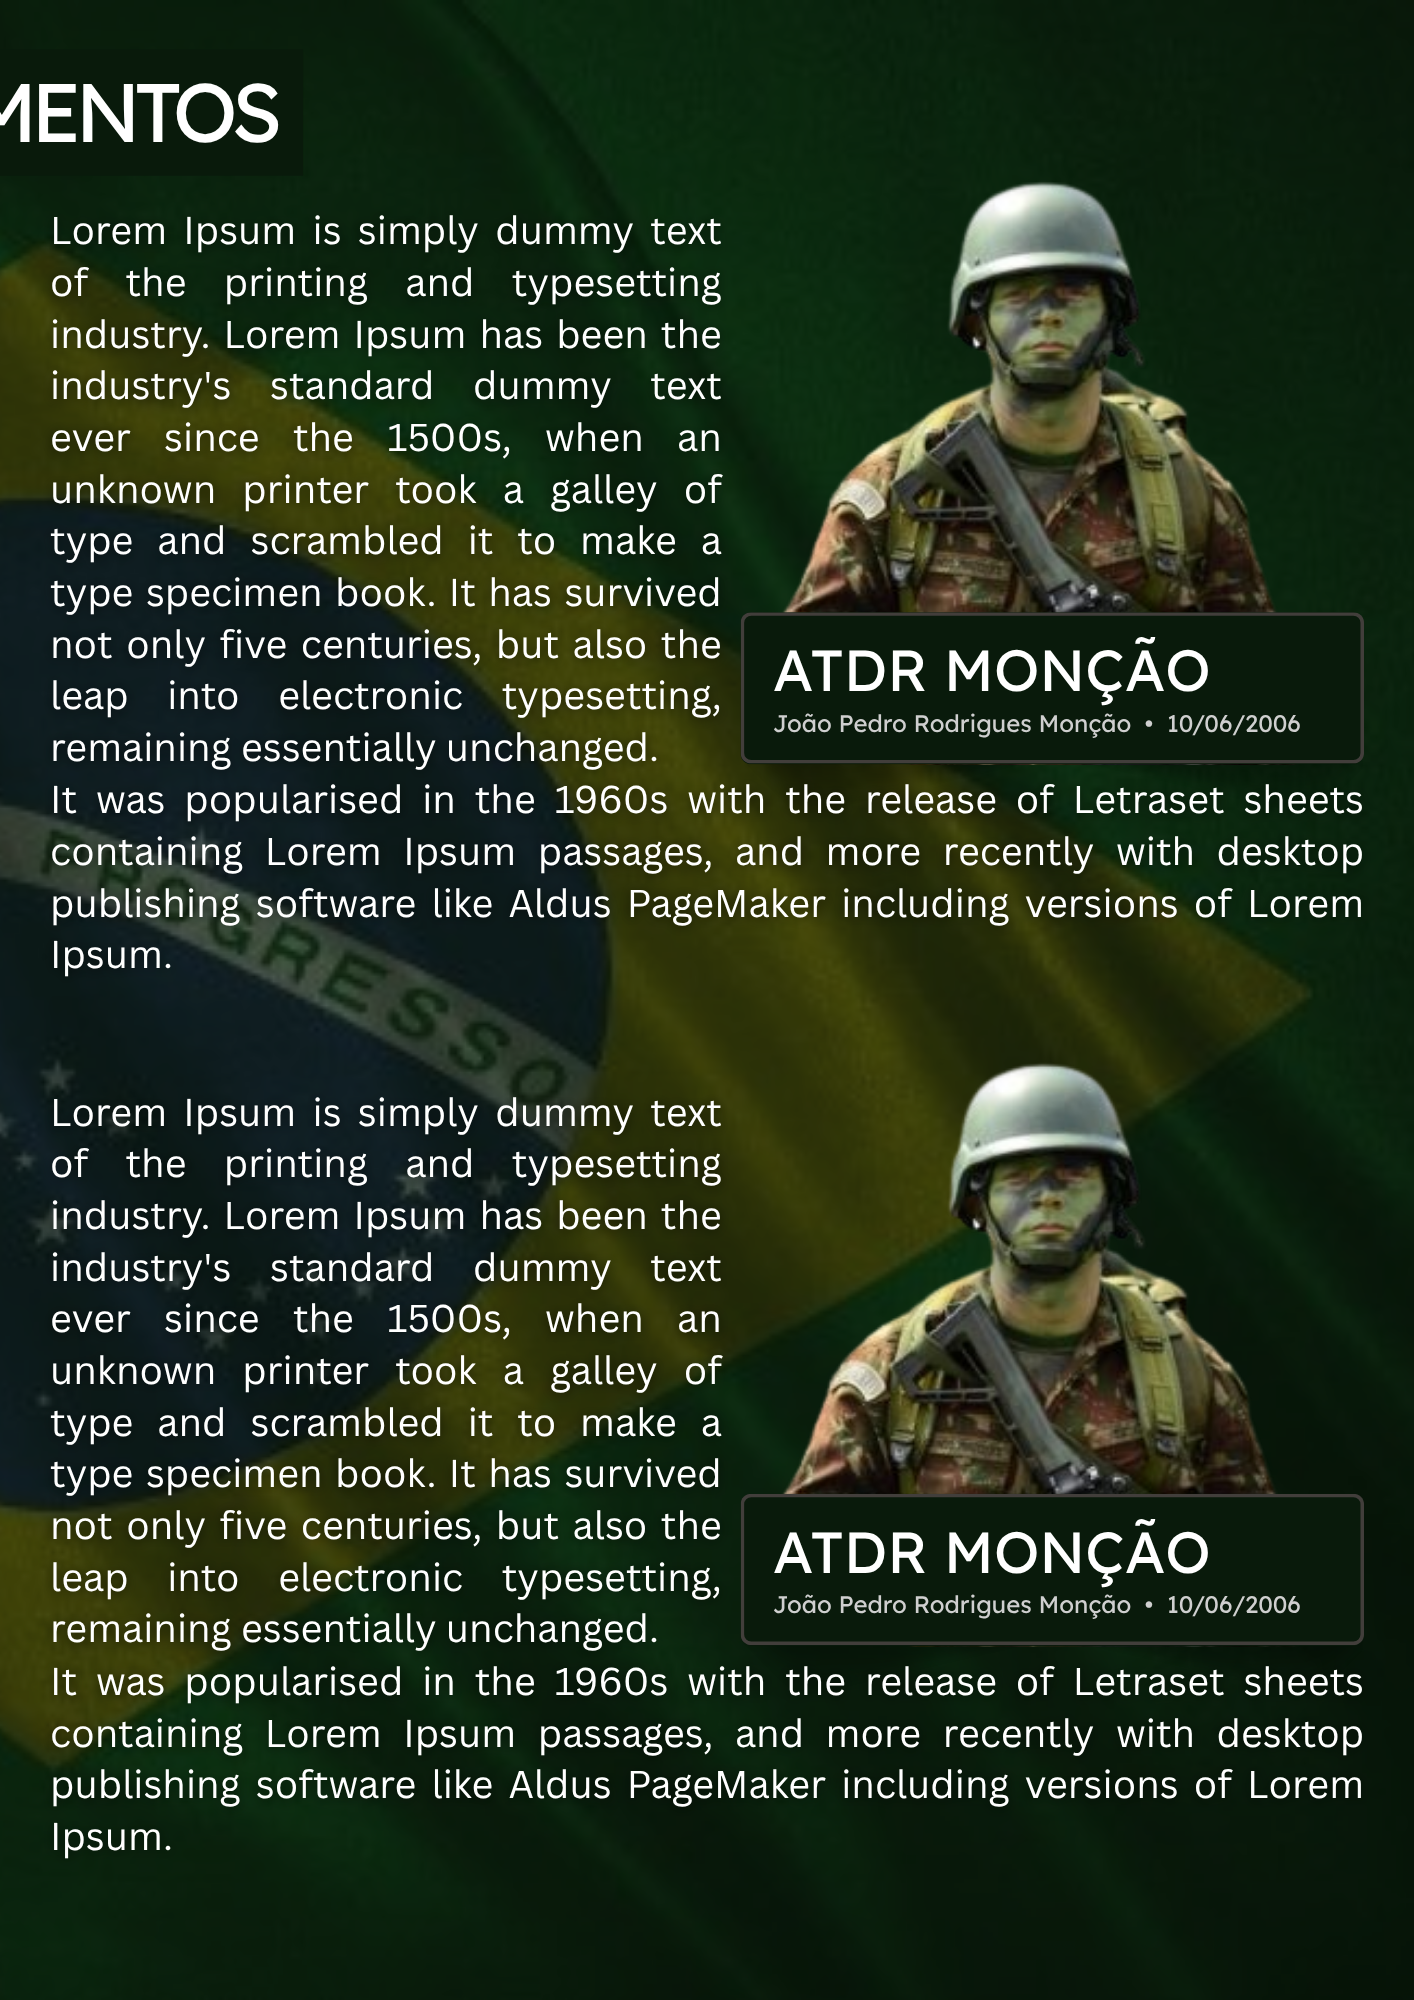 MENTOS
Lorem Ipsum is simply dummy text
of the printing and typesetting
industry. Lorem Ipsum has been the
industry's standard dummy text
ever since the 1500s, when an
unknown printer took a galley of
type and scrambled it to make a
type specimen book. It has survived
not only five centuries, but also the
leap into electronic typesetting,
remaining essentially unchanged.
ATDR MONÇÃO
João Pedro Rodrigues Monção • 10/06/2006
It was popularised in the 1960s with the release of Letraset sheets
containing Lorem Ipsum passages, and more recently with desktop
publishing software like Aldus PageMaker including versions of Lorem
Ipsum.
PROGRESSO
Lorem Ipsum is simply dummy text
of the printing and typesetting
industry. Lorem Ipsum has been the
industry's standard dummy text
ever since the 1500s, when an
unknown printer took a galley of
type and scrambled it to make a
type specimen book. It has survived
not only five centuries, but also the
leap into electronic typesetting,
remaining essentially unchanged.
ATDR MONÇÃO
João Pedro Rodrigues Monção • 10/06/2006
It was popularised in the 1960s with the release of Letraset sheets
containing Lorem Ipsum passages, and more recently with desktop
publishing software like Aldus PageMaker including versions of Lorem
Ipsum.